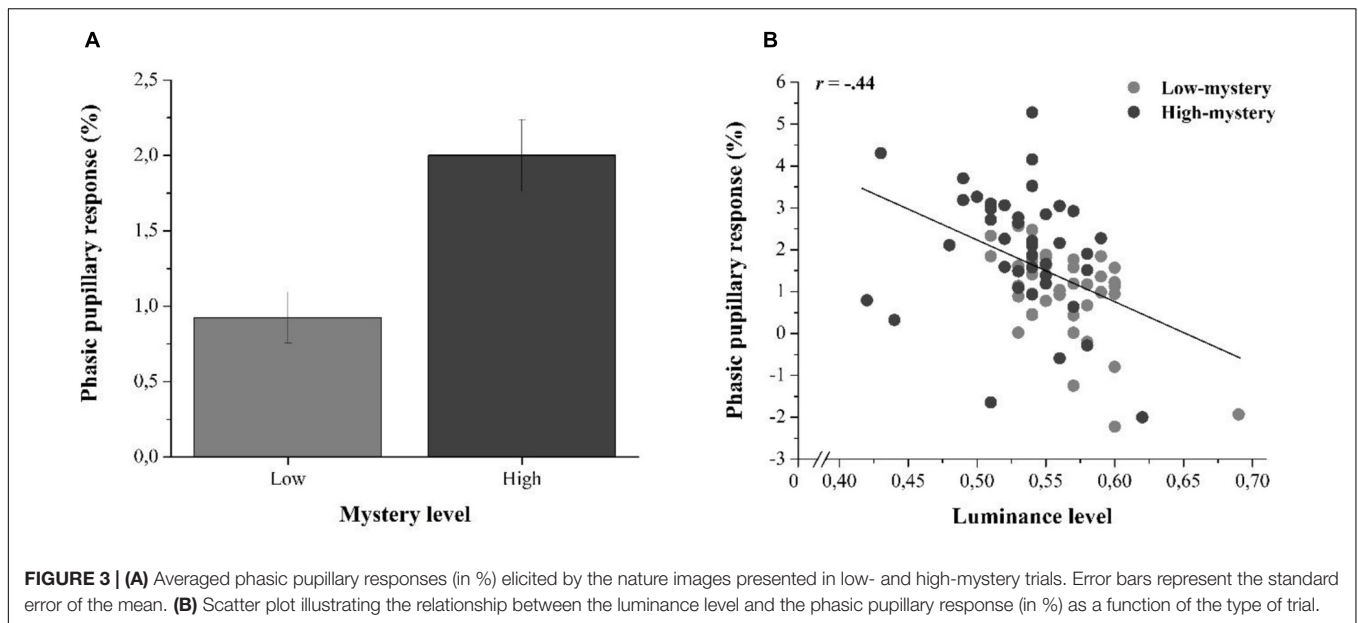 A
2,5
2,0
1,5
1,0
0,5
0,0
Phasic pupillary response (%)
Low
High
Mystery level
B
r = -.44
Low-mystery
High-mystery
6
5
4
3
2
1
0
-1
-2
-3
Phasic pupillary response (%)
0
0,40
0,45
0,50
0,55
0,60
0,65
0,70
Luminance level
FIGURE 3 | (A) Averaged phasic pupillary responses (in %) elicited by the nature images presented in low- and high-mystery trials. Error bars represent the standard
error of the mean. (B) Scatter plot illustrating the relationship between the luminance level and the phasic pupillary response (in %) as a function of the type of trial.